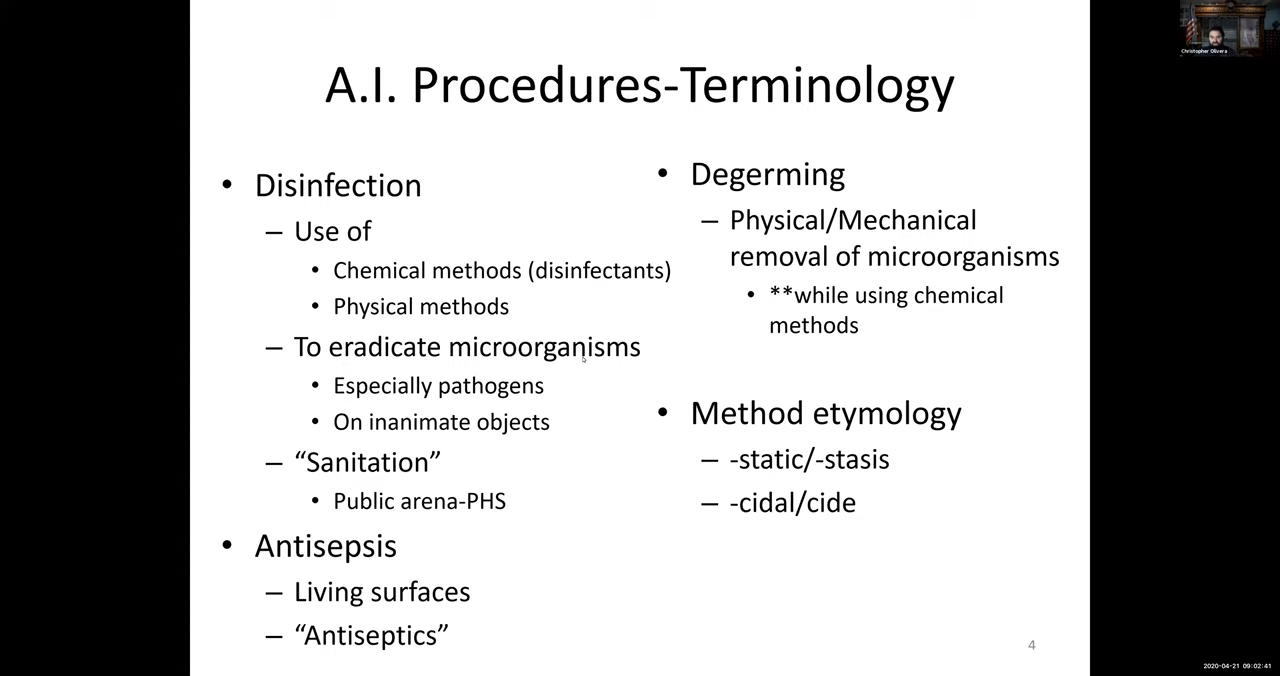 A.I. Procedures-Terminology
• Disinfection
– Use of
• Chemical methods (disinfectants)
• Physical methods
– To eradicate microorganisms
• Especially pathogens
• On inanimate objects
– “Sanitation”
• Public arena-PHS
• Antisepsis
– Living surfaces
– “Antiseptics”
• Degerming
– Physical/Mechanical
removal of microorganisms
• **while using chemical
methods
• Method etymology
– -static/-stasis
– -cidal/cide
4
Christopher Olivera
2020-04-21 09:02:41